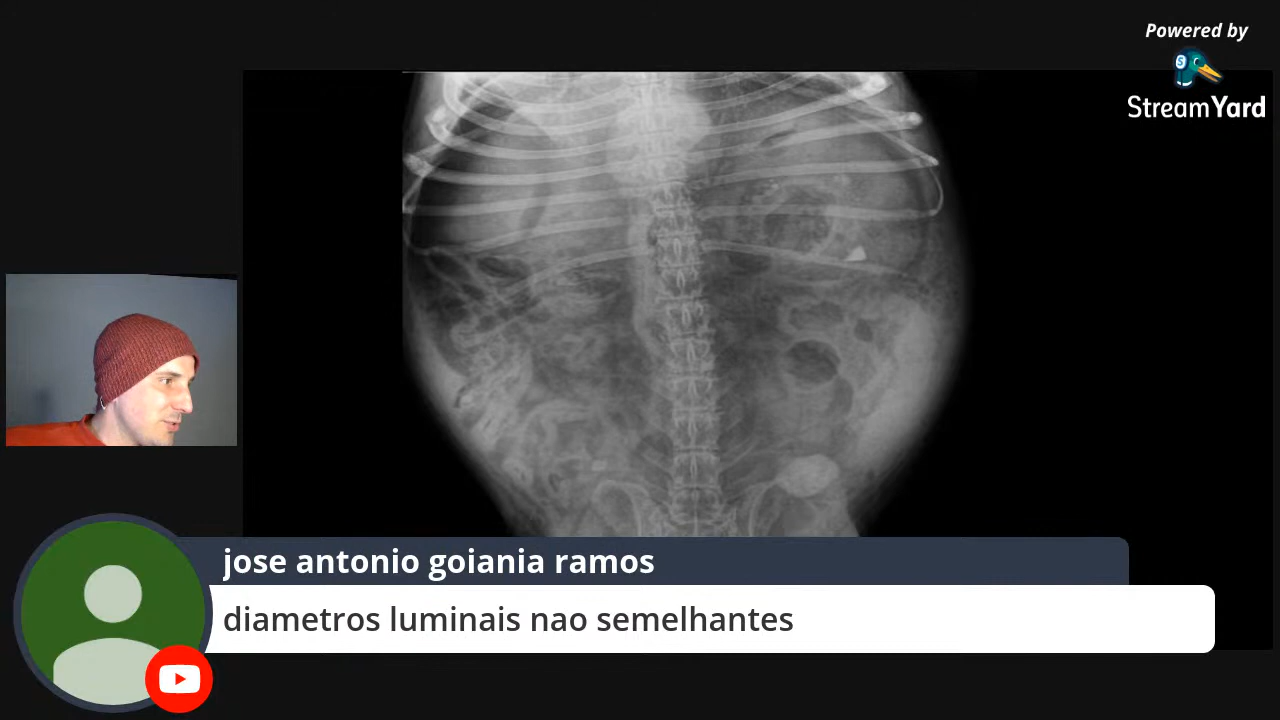 Powered by
StreamYard
jose antonio goiania ramos
diametros luminais nao semelhantes